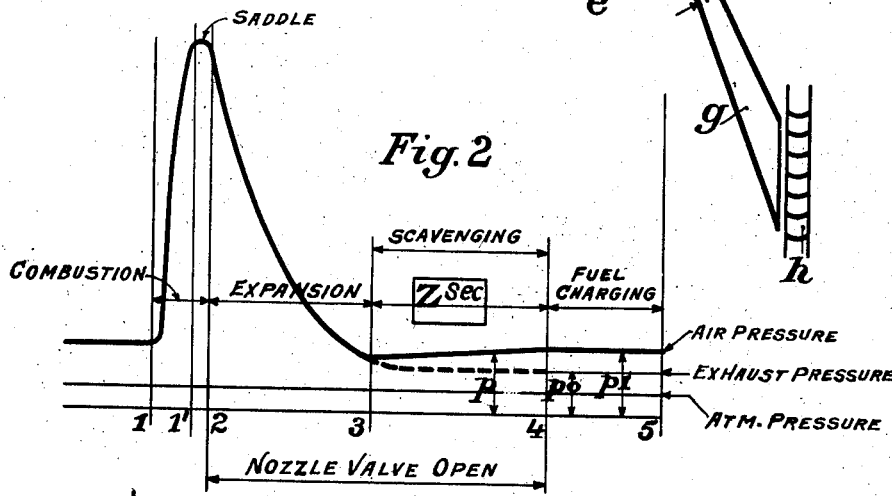 SADDLE
e
Fig. 2
g
SCAVENGING
COMBUSTION
EXPANSION
Z Sec
FUEL
CHARGING
h
AIR PRESSURE
p
po
p1
EXHAUST PRESSURE
1
1'
2
3
4
5
ATM. PRESSURE
NOZZLE VALVE OPEN